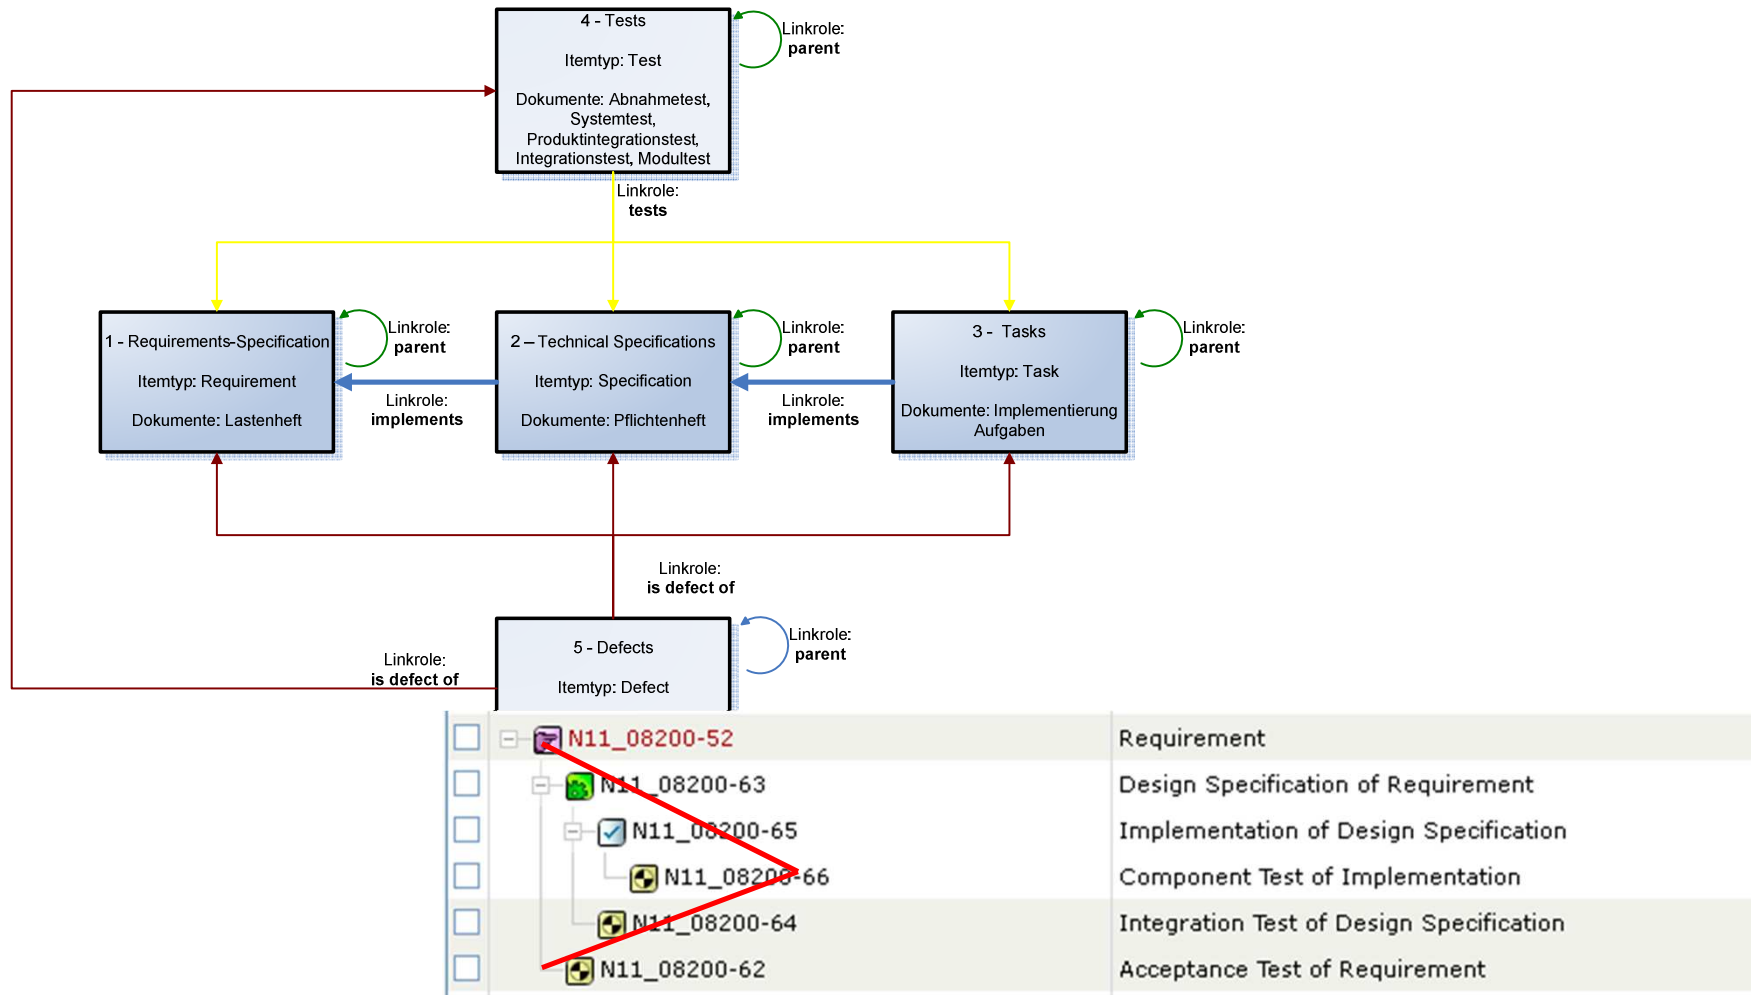 4 - Tests
Itemtyp: Test
Dokumente: Abnahmetest,
Systemtest,
Produktintegrationstest,
Integrationstest, Modultest
Linkrole:
parent
Linkrole:
tests
1 - Requirements-Specification
Itemtyp: Requirement
Dokumente: Lastenheft
Linkrole:
parent
Linkrole:
implements
2 – Technical Specifications
Itemtyp: Specification
Dokumente: Pflichtenheft
Linkrole:
parent
Linkrole:
implements
3 - Tasks
Itemtyp: Task
Dokumente: Implementierung
Aufgaben
Linkrole:
parent
Linkrole:
is defect of
Linkrole:
is defect of
5 - Defects
Itemtyp: Defect
Linkrole:
parent
N11_08200-52 Requirement
N11_08200-63 Design Specification of Requirement
N11_08200-65 Implementation of Design Specification
N11_08200-66 Component Test of Implementation
N11_08200-64 Integration Test of Design Specification
N11_08200-62 Acceptance Test of Requirement